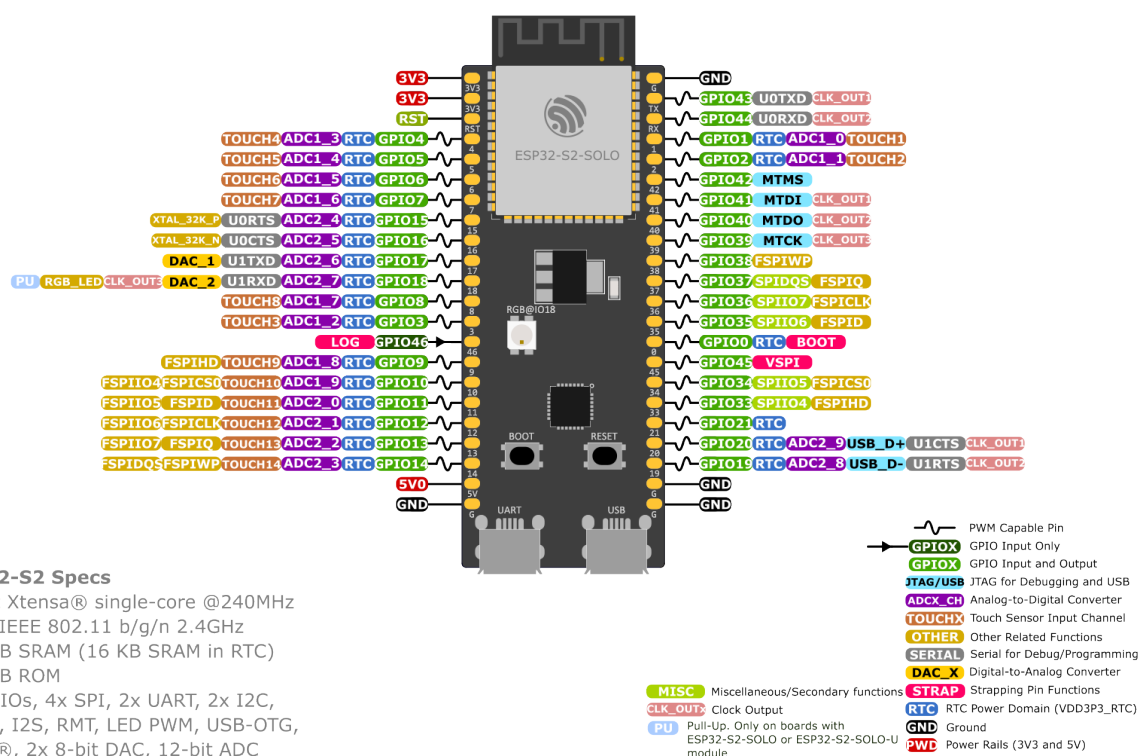 3V3 3V3 GND G
3V3 3V3 GPIO43 U0TXD CLK_OUT1 TX
RST RST GPIO44 U0RXD CLK_OUT2 RX
TOUCH4 ADC1_3 RTC GPIO4 4 ESP32-S2-SOLO 1 GPIO1 RTC ADC1_0 TOUCH1
TOUCH5 ADC1_4 RTC GPIO5 5 2 GPIO2 RTC ADC1_1 TOUCH2
TOUCH6 ADC1_5 RTC GPIO6 6 42 GPIO42 MTMS
TOUCH7 ADC1_6 RTC GPIO7 7 41 GPIO41 MTDI CLK_OUT1
XTAL_32K_P U0RTS ADC2_4 RTC GPIO15 15 40 GPIO40 MTDO CLK_OUT2
XTAL_32K_N U0CTS ADC2_5 RTC GPIO16 16 39 GPIO39 MTCK CLK_OUT3
DAC_1 U1TXD ADC2_6 RTC GPIO17 17 38 GPIO38 FSPIWP
PU RGB_LED CLK_OUT3 DAC_2 U1RXD ADC2_7 RTC GPIO18 18 37 GPIO37 SPIDQS FSPIQ
TOUCH8 ADC1_7 RTC GPIO8 8 RGB@IO18 36 GPIO36 SPIIO7 FSPICLK
TOUCH3 ADC1_2 RTC GPIO3 3 35 GPIO35 SPIIO6 FSPID
LOG GPIO46 46 0 GPIO0 RTC BOOT
FSPIHD TOUCH9 ADC1_8 RTC GPIO9 9 45 GPIO45 VSPI
FSPIIO4 FSPICS0 TOUCH10 ADC1_9 RTC GPIO10 10 34 GPIO34 SPIIO5 FSPICS0
FSPIIO5 FSPID TOUCH11 ADC2_0 RTC GPIO11 11 33 GPIO33 SPIIO4 FSPIHD
FSPIIO6 FSPICLK TOUCH12 ADC2_1 RTC GPIO12 12 21 GPIO21 RTC
FSPIIO7 FSPIQ TOUCH13 ADC2_2 RTC GPIO13 13 BOOT RESET 20 GPIO20 RTC ADC2_9 USB_D+ U1CTS CLK_OUT1
FSPIDQS FSPIWP TOUCH14 ADC2_3 RTC GPIO14 14 19 GPIO19 RTC ADC2_8 USB_D- U1RTS CLK_OUT2
5V0 5V G GND
GND G UART USB G GND
PWM Capable Pin
GPIOX GPIO Input Only
GPIOX GPIO Input and Output
JTAG/USB JTAG for Debugging and USB
ADCX_CH Analog-to-Digital Converter
TOUCHX Touch Sensor Input Channel
OTHER Other Related Functions
SERIAL Serial for Debug/Programming
DAC_X Digital-to-Analog Converter
STRAP Strapping Pin Functions
RTC RTC Power Domain (VDD3P3_RTC)
GND Ground
PWD Power Rails (3V3 and 5V)
MISC Miscellaneous/Secondary functions
CLK_OUTx Clock Output
PU Pull-Up. Only on boards with
ESP32-S2-SOLO or ESP32-S2-SOLO-U
module
2-S2 Specs
Xtensa® single-core @240MHz
IEEE 802.11 b/g/n 2.4GHz
B SRAM (16 KB SRAM in RTC)
B ROM
IOs, 4x SPI, 2x UART, 2x I2C,
, I2S, RMT, LED PWM, USB-OTG,
®, 2x 8-bit DAC, 12-bit ADC